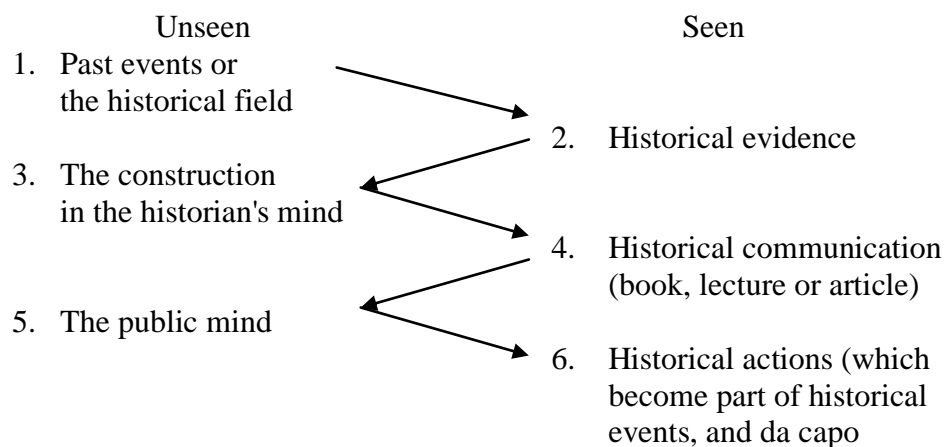 Unseen
Seen
1. Past events or
the historical field
2. Historical evidence
3. The construction
in the historian's mind
4. Historical communication
(book, lecture or article)
5. The public mind
6. Historical actions (which
become part of historical
events, and da capo